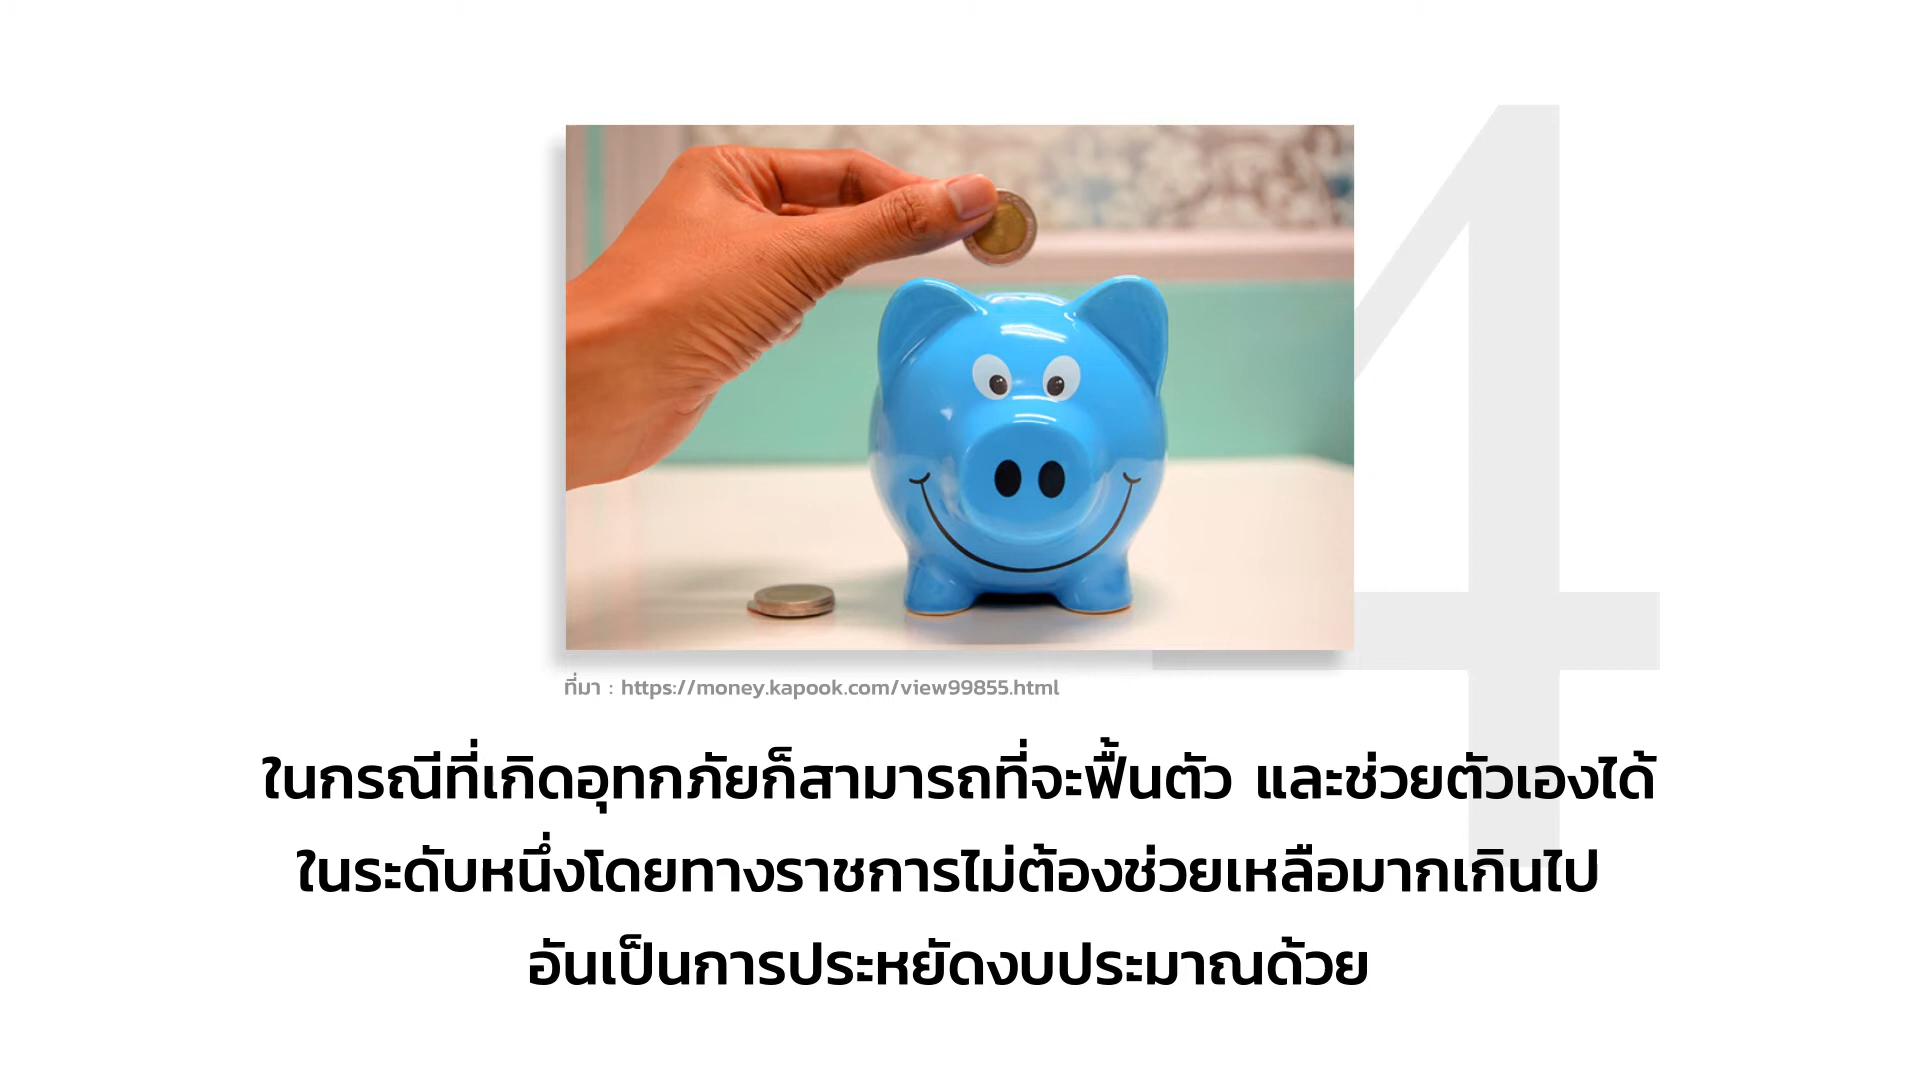 4
ที่มา : https://money.kapook.com/view99855.html
ในกรณีที่เกิดอุทกภัยก็สามารถที่จะฟื้นตัว และช่วยตัวเองได้
ในระดับหนึ่งโดยทางราชการไม่ต้องช่วยเหลือมากเกินไป
อันเป็นการประหยัดงบประมาณด้วย